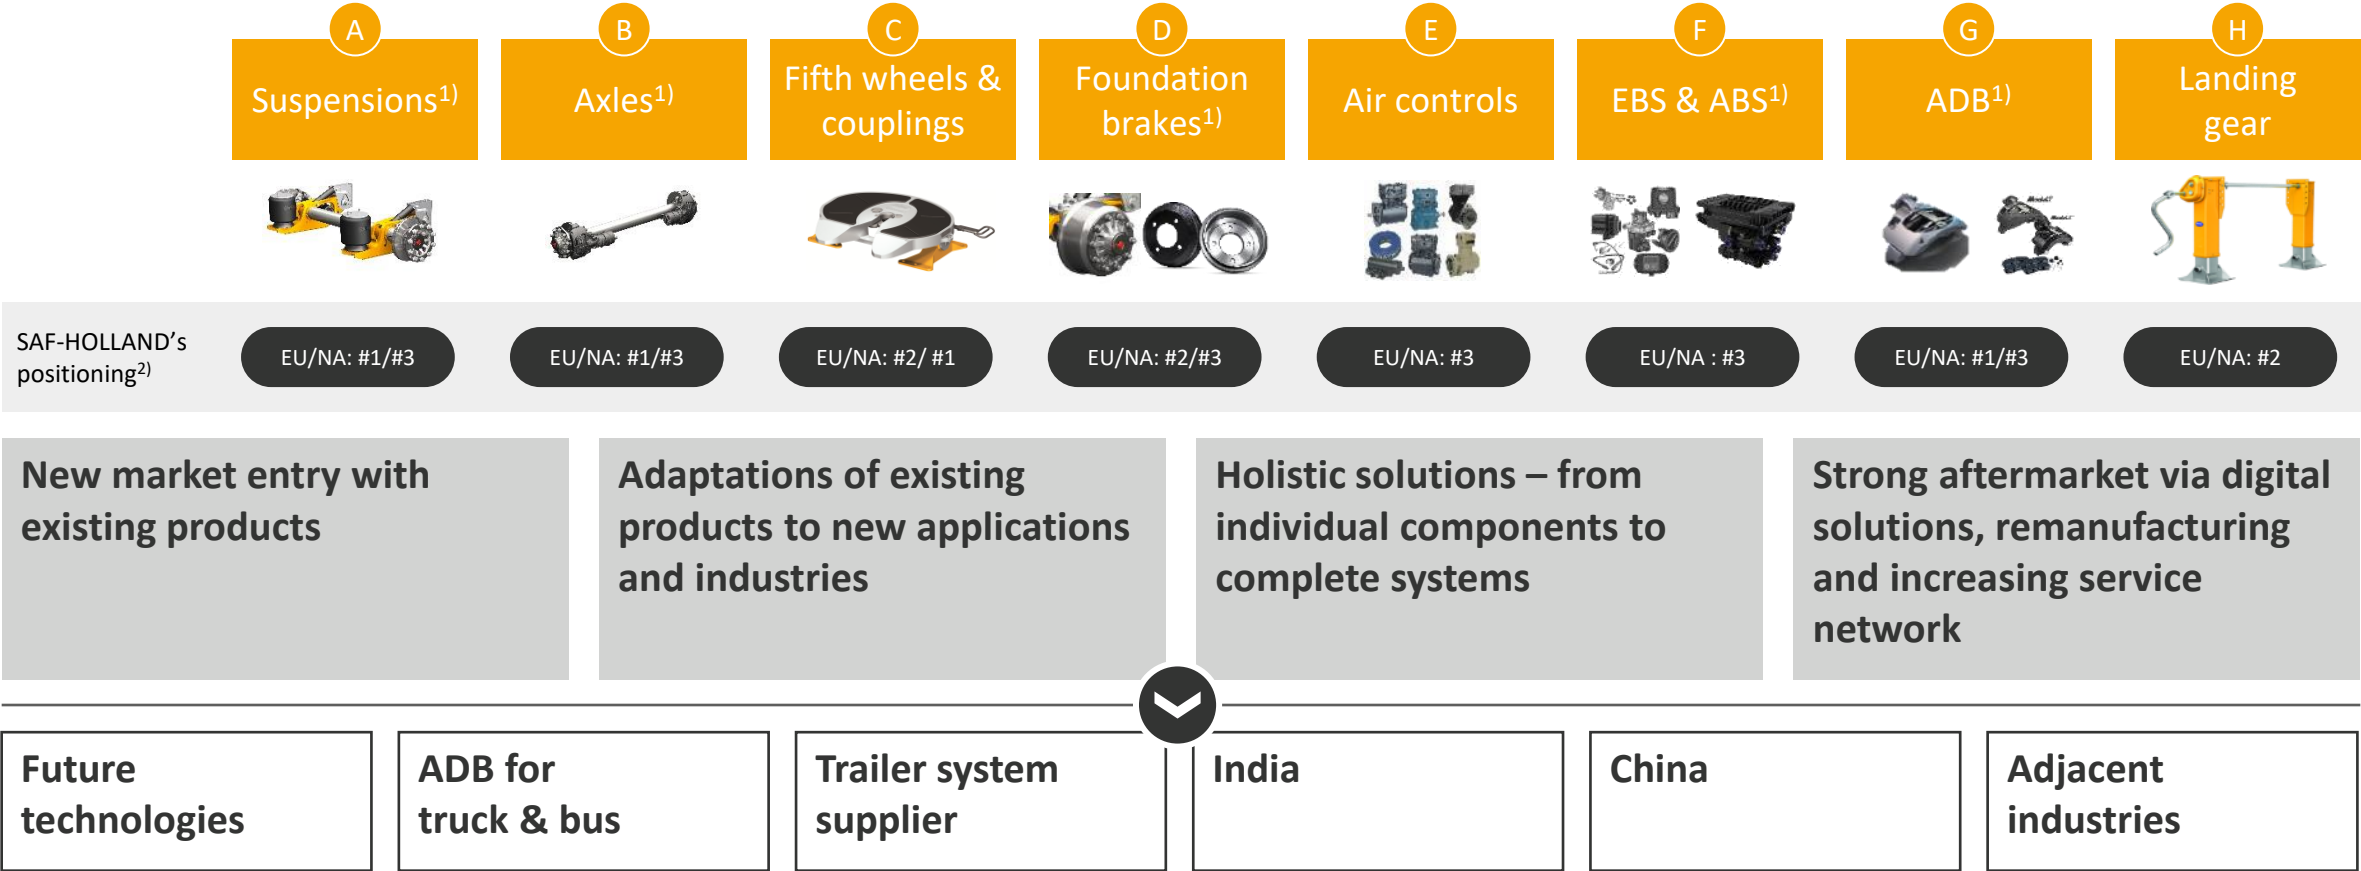 A
B
C
D
E
F
G
H
Suspensions1)
Axles1)
Fifth wheels &
couplings
Foundation
brakes1)
Air controls
EBS & ABS1)
ADB1)
Landing
gear
SAF-HOLLAND’s
positioning2)
EU/NA: #1/#3
EU/NA: #1/#3
EU/NA: #2/ #1
EU/NA: #2/#3
EU/NA: #3
EU/NA : #3
EU/NA: #1/#3
EU/NA: #2
New market entry with
existing products
Adaptations of existing
products to new applications
and industries
Holistic solutions – from
individual components to
complete systems
Strong aftermarket via digital
solutions, remanufacturing
and increasing service
network
Future
technologies
ADB for
truck & bus
Trailer system
supplier
India
China
Adjacent
industries